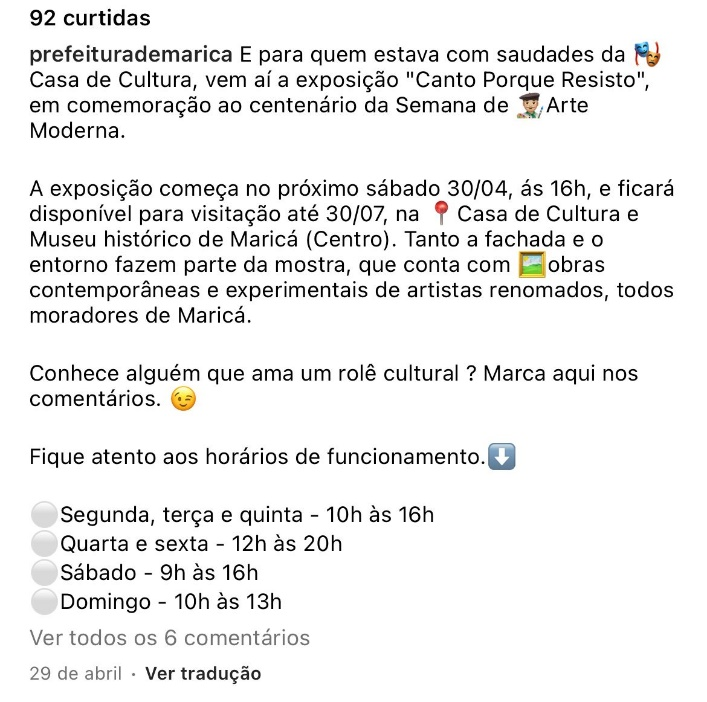 92 curtidas
prefeiturademarica E para quem estava com saudades da 🎭
Casa de Cultura, vem aí a exposição "Canto Porque Resisto",
em comemoração ao centenário da Semana de 👨🏼‍🎨Arte
Moderna.
A exposição começa no próximo sábado 30/04, ás 16h, e ficará
disponível para visitação até 30/07, na 📍Casa de Cultura e
Museu histórico de Maricá (Centro). Tanto a fachada e o
entorno fazem parte da mostra, que conta com 🖼️obras
contemporâneas e experimentais de artistas renomados, todos
moradores de Maricá.
Conhece alguém que ama um rolê cultural ? Marca aqui nos
comentários. 😉
Fique atento aos horários de funcionamento.⬇️
⚪Segunda, terça e quinta - 10h às 16h
⚪Quarta e sexta - 12h às 20h
⚪Sábado - 9h às 16h
⚪Domingo - 10h às 13h
Ver todos os 6 comentários
29 de abril · Ver tradução